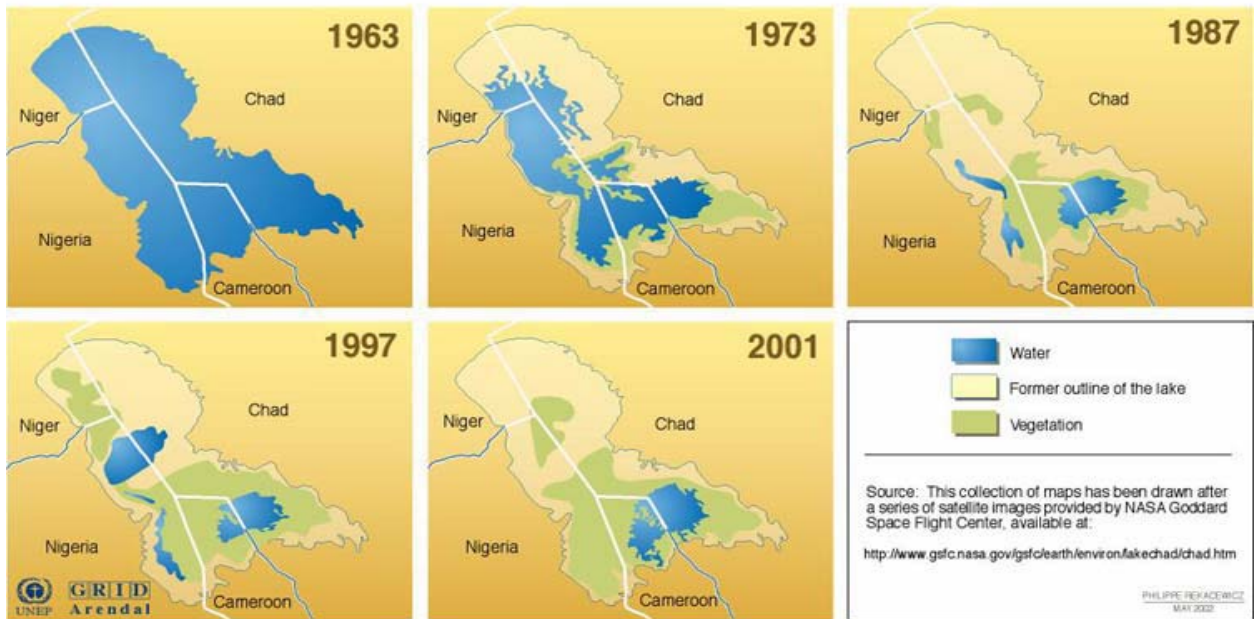 1963
Chad
Niger
Nigeria
Cameroon
1973
Chad
Niger
Nigeria
Cameroon
1987
Chad
Niger
Nigeria
Cameroon
1997
Chad
Niger
Nigeria
Cameroon
UNEP
GRID
Arendal
2001
Chad
Niger
Nigeria
Cameroon
Water
Former outline of the lake
Vegetation
Source: This collection of maps has been drawn after
a series of satellite images provided by NASA Goddard
Space Flight Center, available at:
http://www.gsfc.nasa.gov/gsfc/earth/environ/lakechad/chad.htm
PHILIPPE REKACEWICZ
MAY 2002